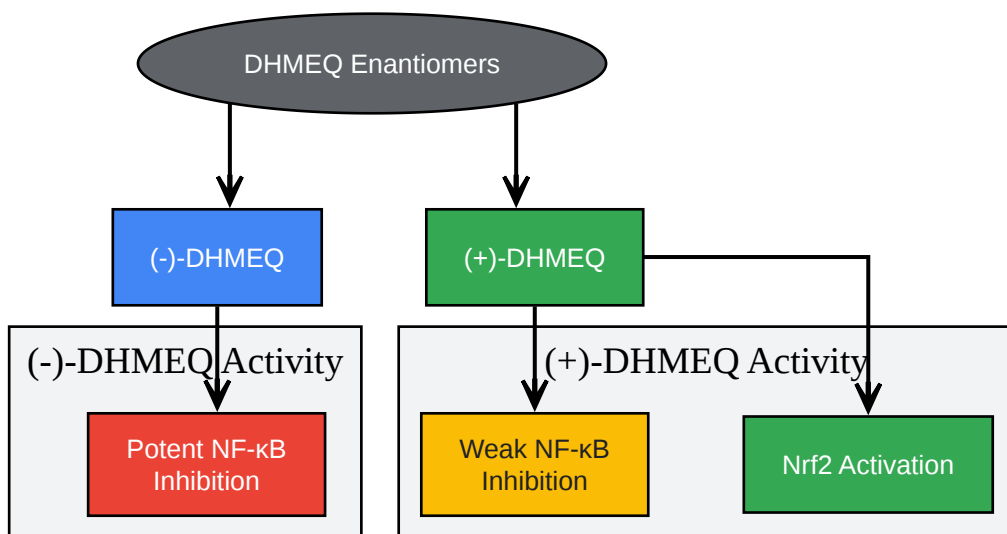 DHMEQ Enantiomers
(-)-DHMEQ
(+)-DHMEQ
(-)-DHMEQ Activity
(+)-DHMEQ Activity
Potent NF-κB
Inhibition
Weak NF-κB
Inhibition
Nrf2 Activation